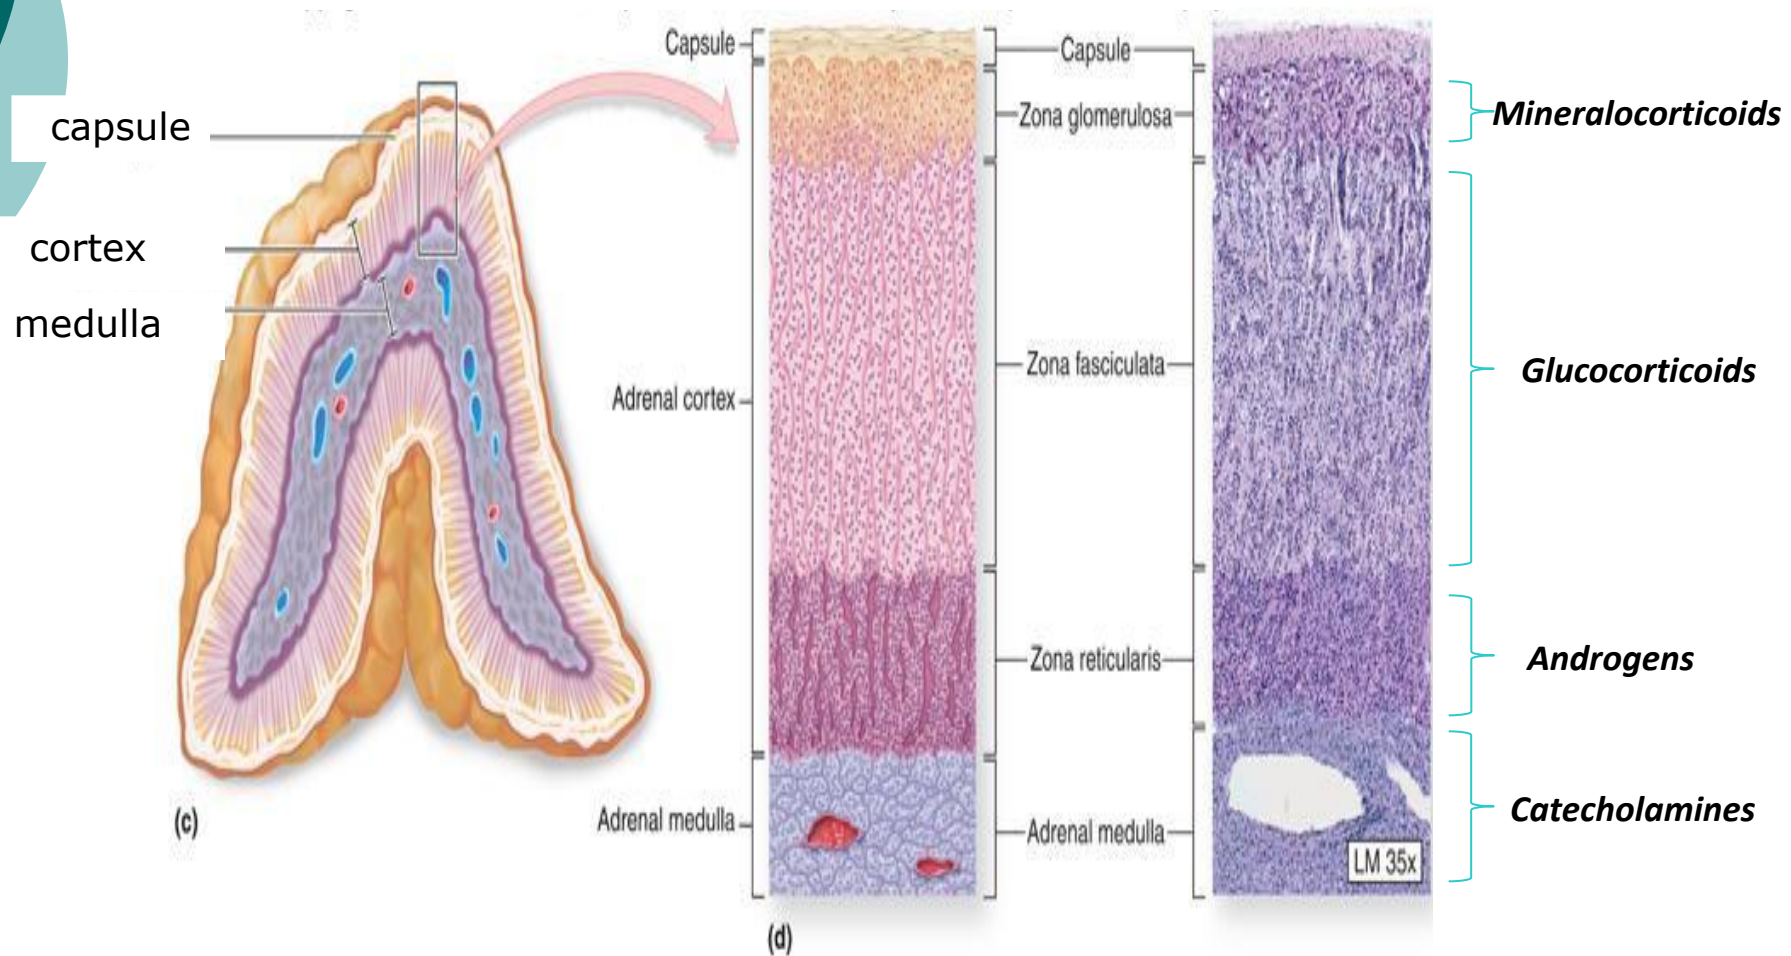 capsule
cortex
medulla
(c)
Capsule
Adrenal cortex
Adrenal medulla
(d)
Capsule
Zona glomerulosa
Zona fasciculata
Zona reticularis
Adrenal medulla
LM 35x
Mineralocorticoids
Glucocorticoids
Androgens
Catecholamines